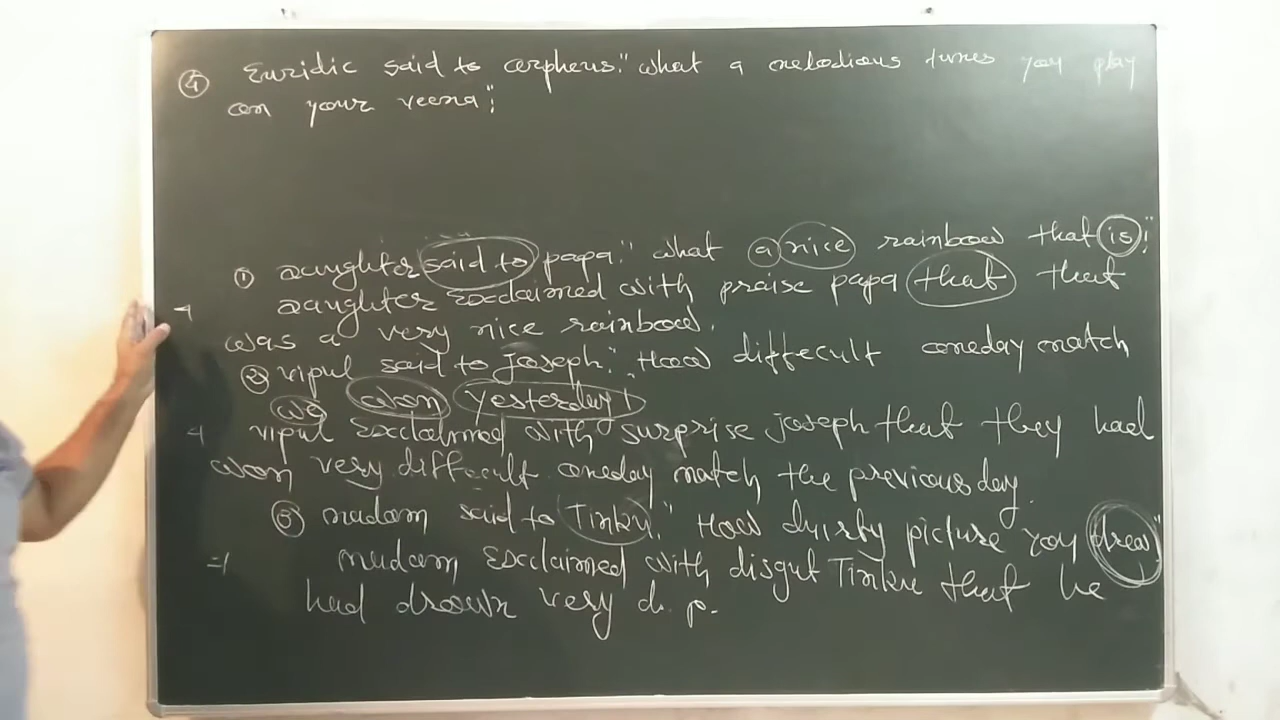 ④ Euridic said to orpheus." what a melodious tunes you play
on your veena";
① Daughter said to papa." what a nice rainbow that is!"
Daughter exclaimed with praise papa that that
was a very nice rainbow.
② vipul said to Joseph." How difficult oneday match
we won yesterday!
vipul exclaimed with surprise joseph that they had
won very difficult oneday match the previous day.
③ madam said to Tinku." How duirty picture you drew"
madam exclaimed with disgut Tinku that he
had drawn very d. p.